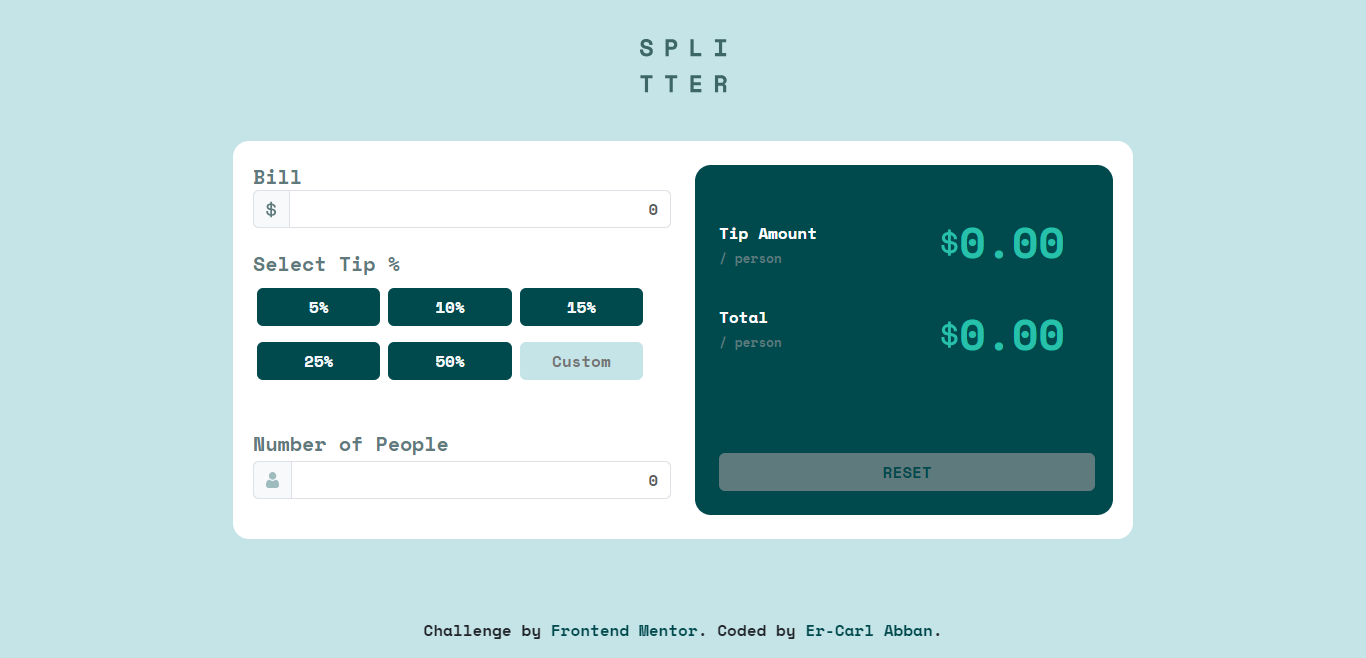 SPLI
TTER
Bill
$ 0
Select Tip %
5% 10% 15%
25% 50% Custom
Number of People
0
Tip Amount
/ person
$0.00
Total
/ person
$0.00
RESET
Challenge by Frontend Mentor. Coded by Er-Carl Abban.